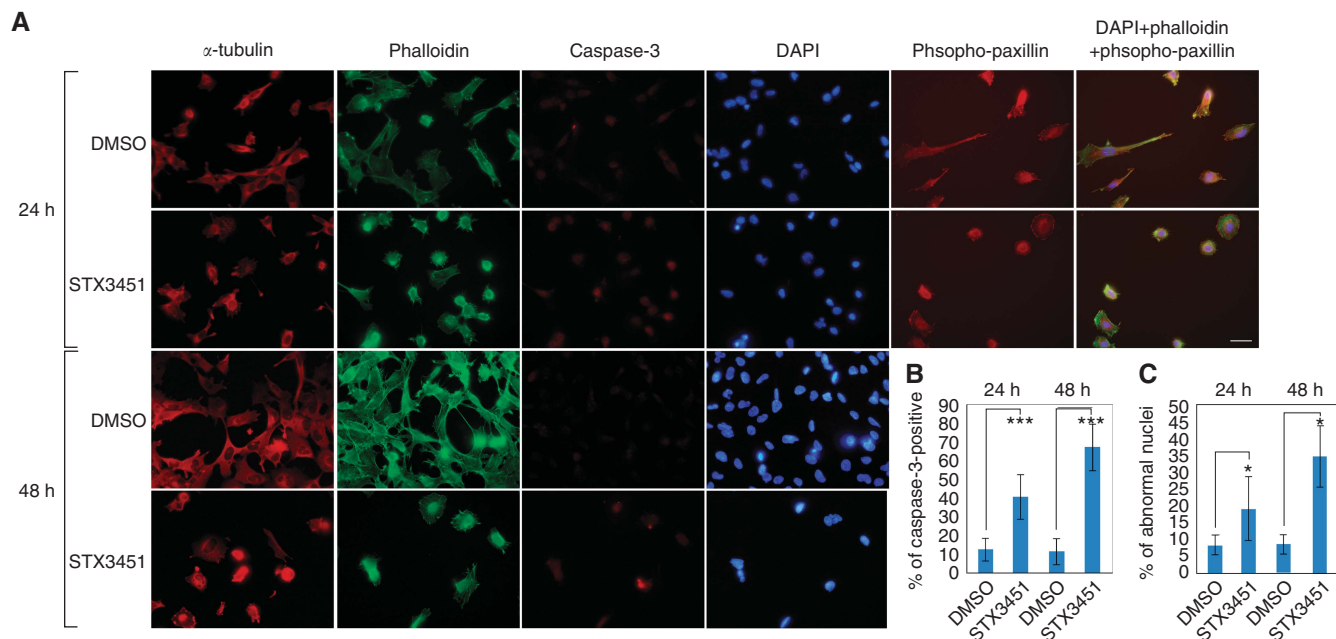 A
α-tubulin
Phalloidin
Caspase-3
DAPI
Phsopho-paxillin
DAPI+phalloidin
+phsopho-paxillin
24 h
DMSO
STX3451
48 h
DMSO
STX3451
B
24 h 48 h
% of caspase-3-positive
90
80
70
60
50
40
30
20
10
0
***
***
DMSO
STX3451
DMSO
STX3451
C
24 h 48 h
% of abnormal nuclei
50
45
40
35
30
25
20
15
10
5
0
*
*
DMSO
STX3451
DMSO
STX3451